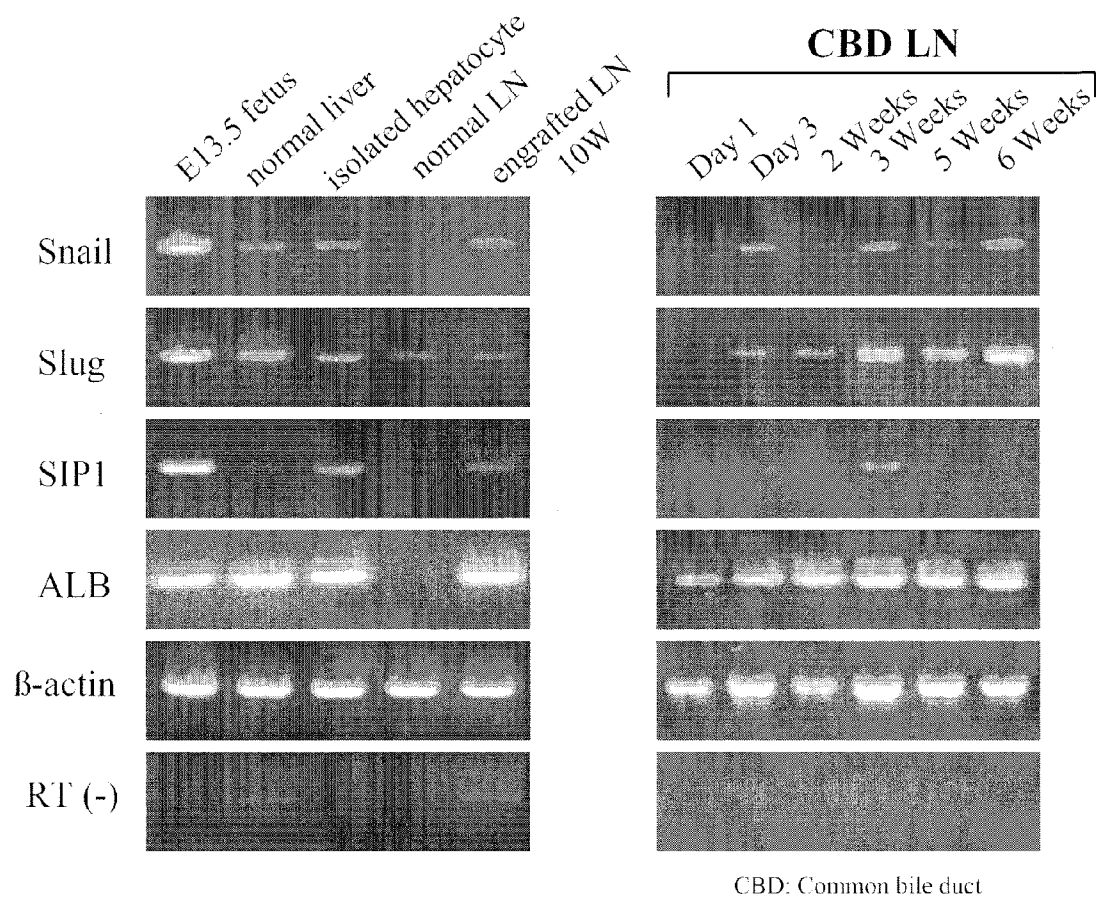 CBD LN
E13.5 fetus
normal liver
isolated hepatocyte
normal LN
engrafted LN
10W
Day 1
Day 3
2 Weeks
3 Weeks
5 Weeks
6 Weeks
Snail
Slug
SIP1
ALB
ß-actin
RT (-)
CBD: Common bile duct